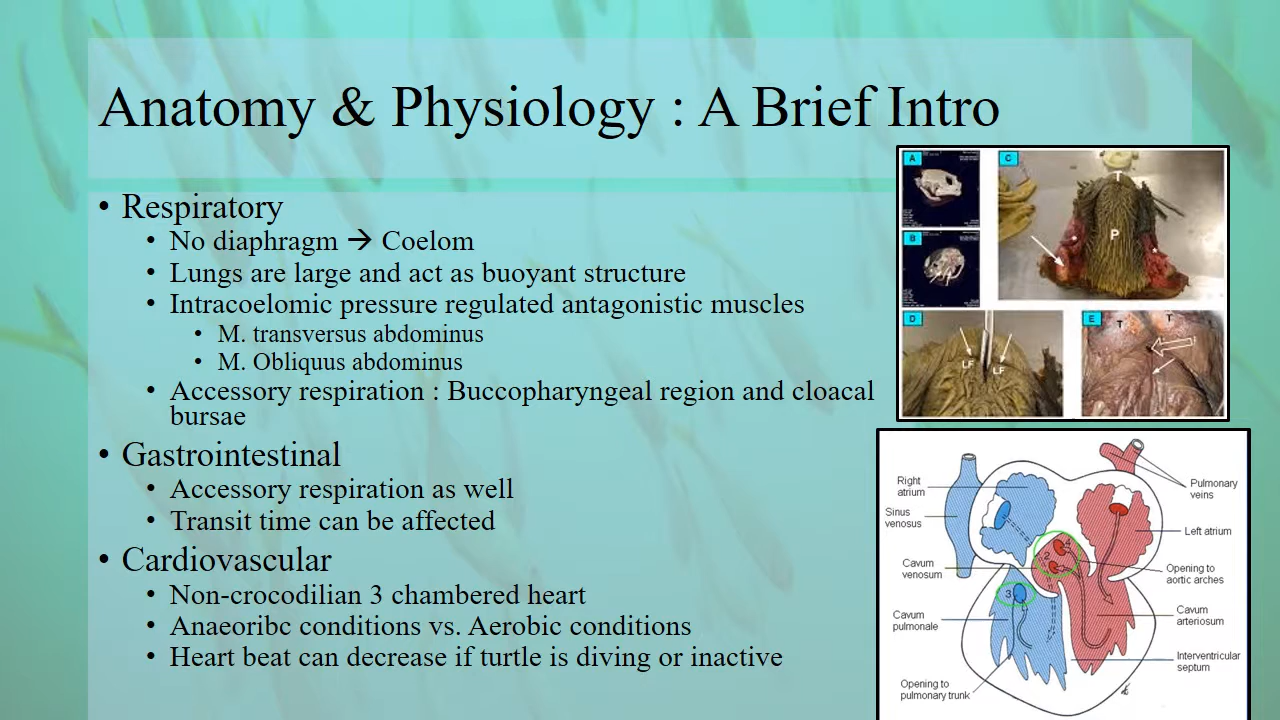 Anatomy & Physiology : A Brief Intro
• Respiratory
• No diaphragm → Coelom
• Lungs are large and act as buoyant structure
• Intracoelomic pressure regulated antagonistic muscles
• M. transversus abdominus
• M. Obliquus abdominus
• Accessory respiration : Buccopharyngeal region and cloacal
bursae
• Gastrointestinal
• Accessory respiration as well
• Transit time can be affected
• Cardiovascular
• Non-crocodilian 3 chambered heart
• Anaeoribc conditions vs. Aerobic conditions
• Heart beat can decrease if turtle is diving or inactive
A
C
T
P
*
*
B
D
LF
LF
E
T
T
Right
atrium
Sinus
venosus
Cavum
venosum
Cavum
pulmonale
Opening to
pulmonary trunk
Pulmonary
veins
Left atrium
Opening to
aortic arches
Cavum
arteriosum
Interventricular
septum
4
2
1
3